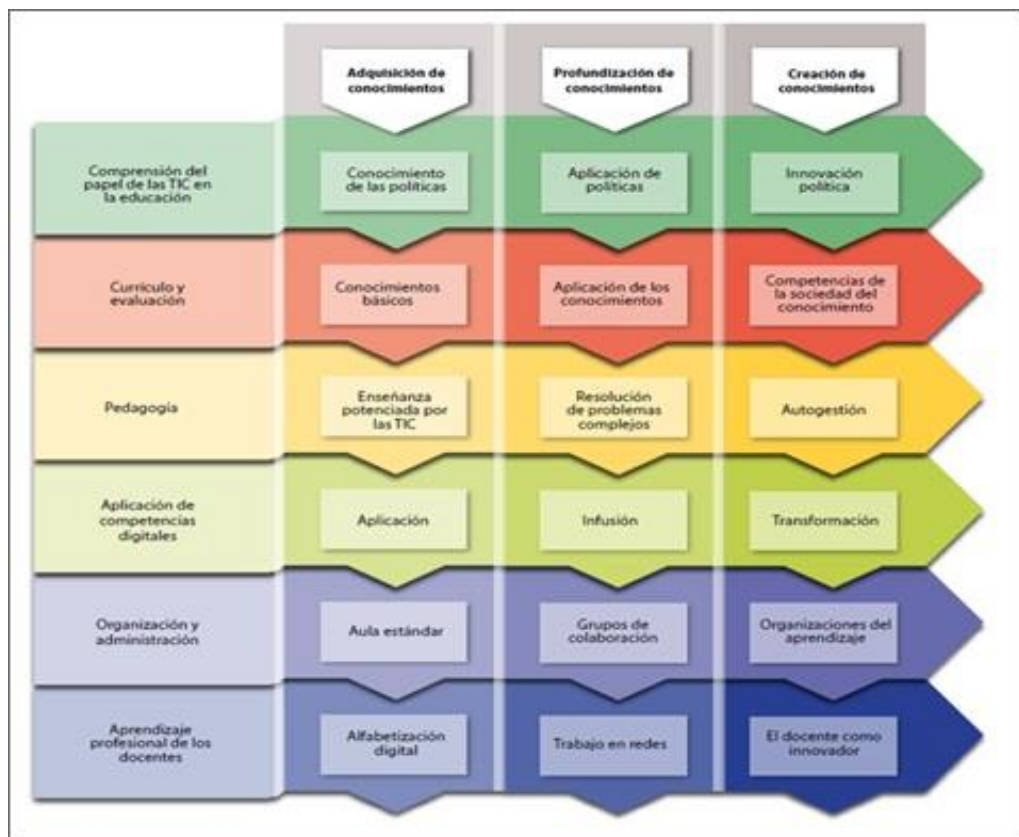 Adquisición de
conocimientos
Profundización de
conocimientos
Creación de
conocimientos
Comprensión del
papel de las TIC en
la educación
Conocimiento
de las políticas
Aplicación de
políticas
Innovación
política
Currículo y
evaluación
Conocimientos
básicos
Aplicación de los
conocimientos
Competencias de
la sociedad del
conocimiento
Pedagogía
Enseñanza
potenciada por
las TIC
Resolución
de problemas
complejos
Autogestión
Aplicación de
competencias
digitales
Aplicación
Infusión
Transformación
Organización y
administración
Aula estándar
Grupos de
colaboración
Organizaciones del
aprendizaje
Aprendizaje
profesional de los
docentes
Alfabetización
digital
Trabajo en redes
El docente como
innovador